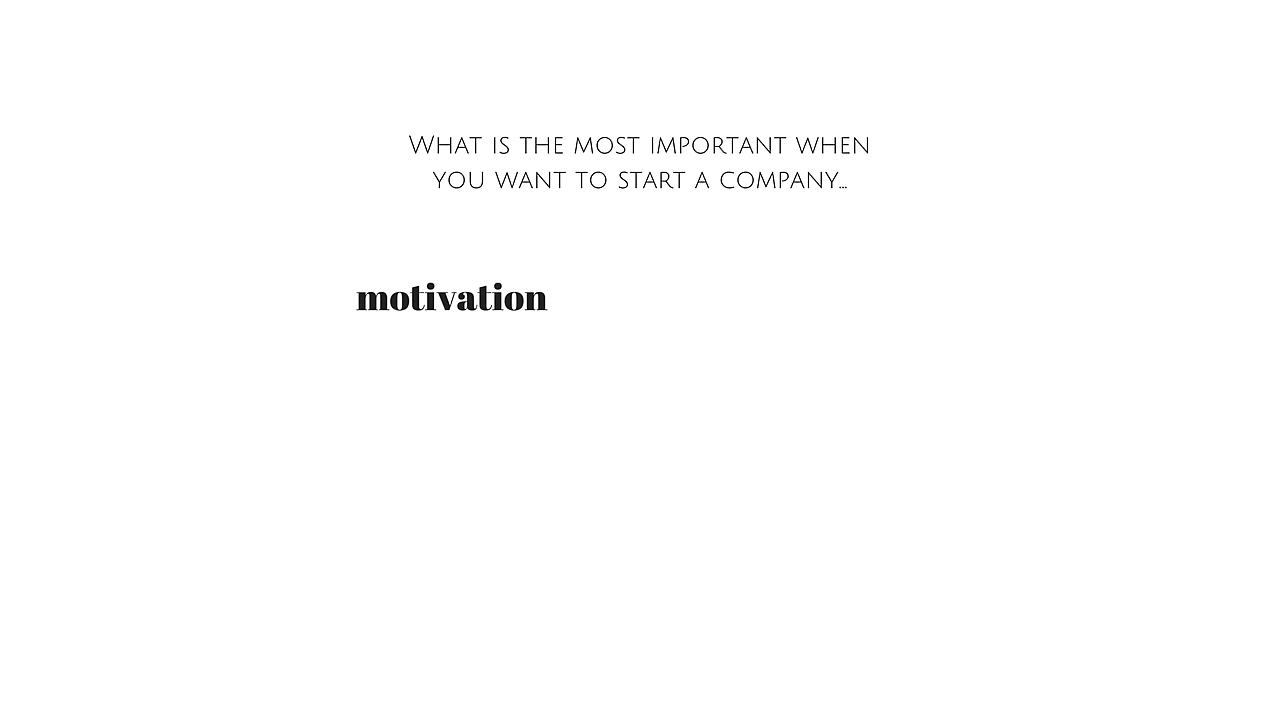 What is the most important when
you want to start a company...
motivation